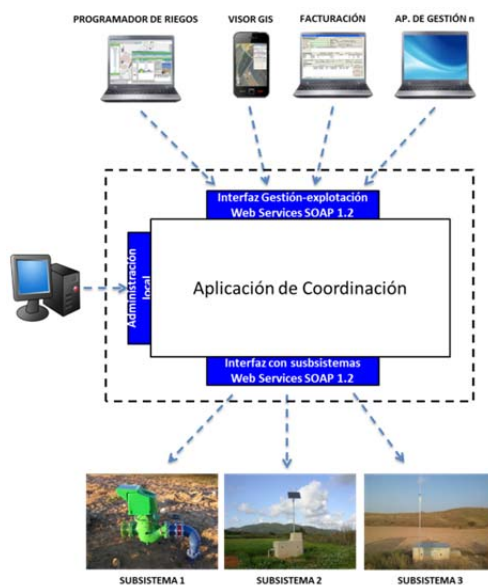 PROGRAMADOR DE RIEGOS
VISOR GIS
FACTURACIÓN
AP. DE GESTIÓN n
Interfaz Gestión-explotación
Web Services SOAP 1.2
Administración
local
Aplicación de Coordinación
Interfaz con susbsistemas
Web Services SOAP 1.2
SUBSISTEMA 1
SUBSISTEMA 2
SUBSISTEMA 3